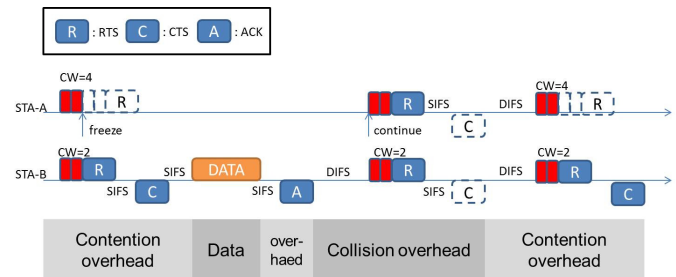 R : RTS C : CTS A : ACK
CW=4
CW=4
STA-A
R
R
SIFS
DIFS
R
freeze
continue
C
CW=2
CW=2
CW=2
STA-B
R
SIFS
DATA
DIFS
R
DIFS
R
SIFS
C
SIFS
A
SIFS
C
C
Contention overhead
Data
over-
haed
Collision overhead
Contention overhead